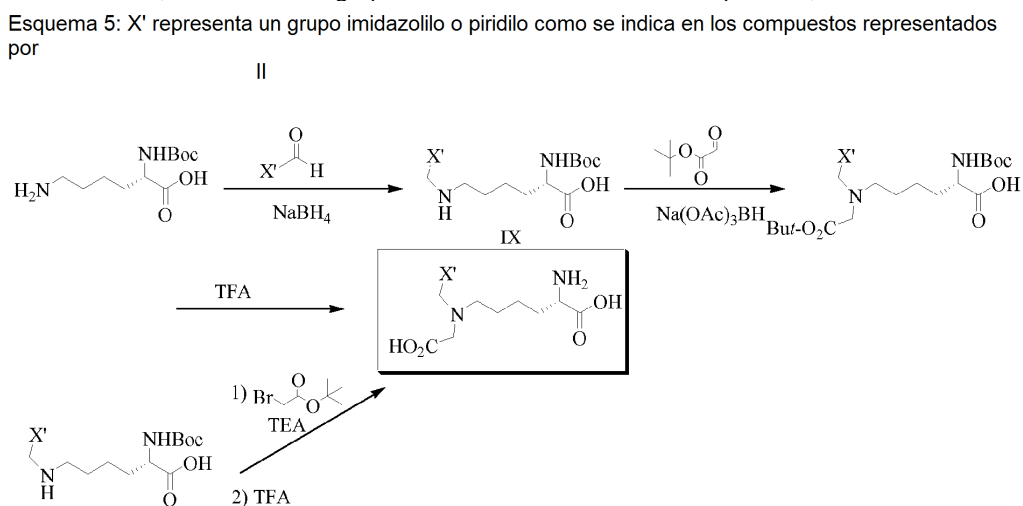 Esquema 5: X' representa un grupo imidazolilo o piridilo como se indica en los compuestos representados
por
II
H₂N NHBoc OH O
X' O H
NaBH₄
X' N H NHBoc OH O
IX
O O O
Na(OAc)₃BH
X' N But-O₂C NHBoc OH O
TFA
X' N HO₂C NH₂ OH O
1) Br O O
TEA
2) TFA
X' N H NHBoc OH O